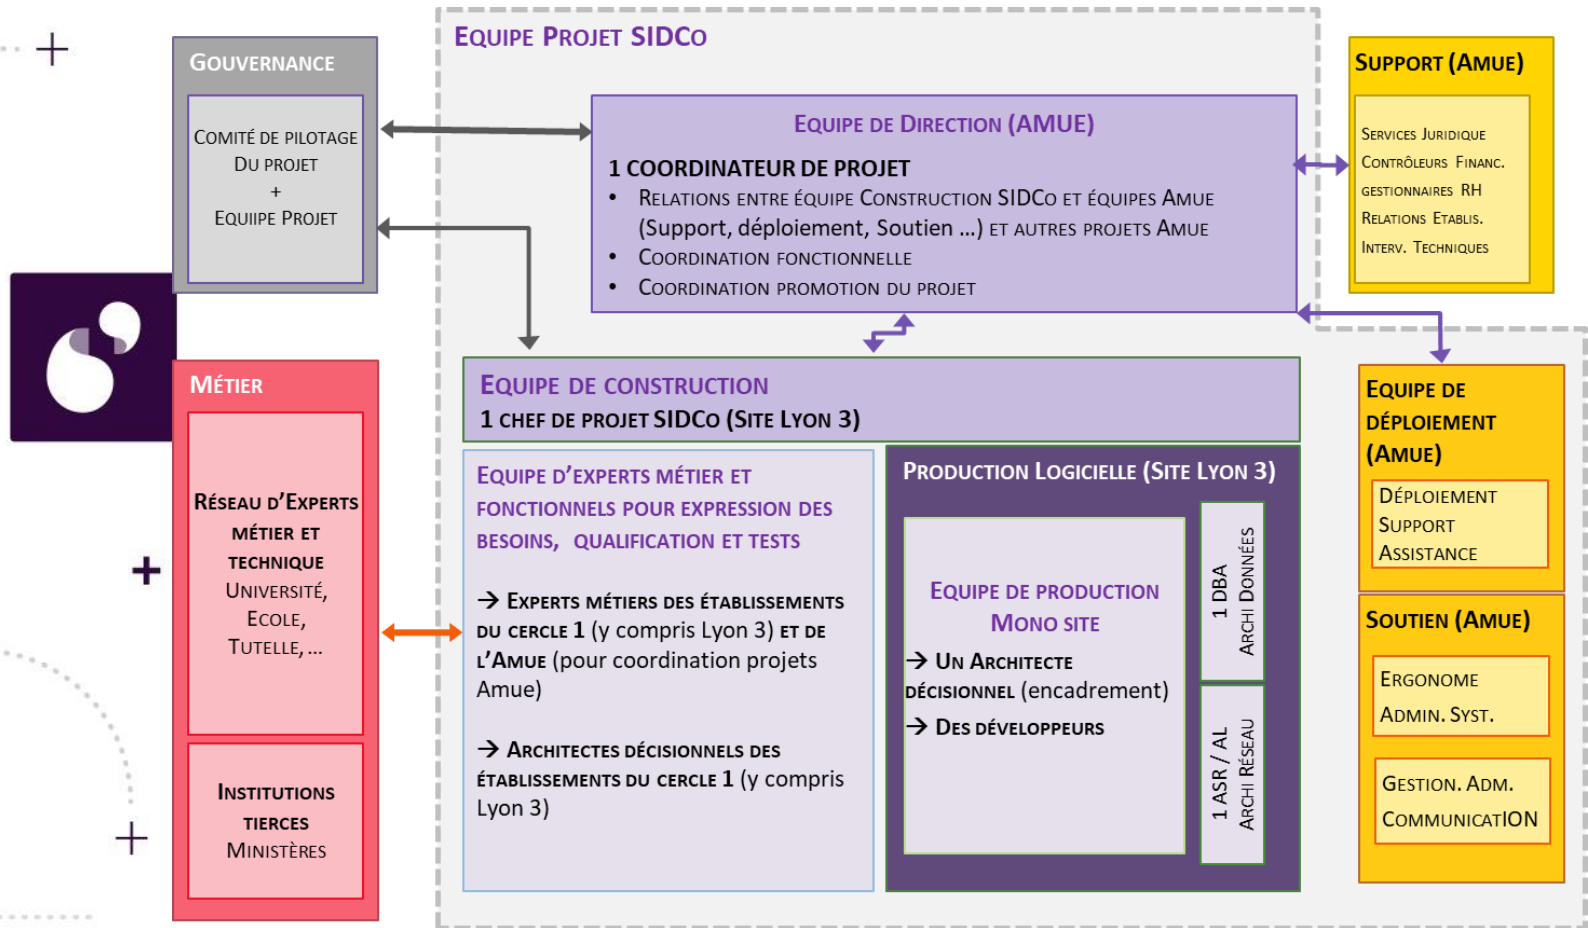 Equipe Projet SIDCo
Gouvernance
Comité de pilotage
Du projet
+
Equiipe Projet
Equipe de Direction (AMUE)
1 coordinateur de projet
• Relations entre équipe Construction SIDCo et équipes Amue
(Support, déploiement, Soutien ...) et autres projets Amue
• Coordination fonctionnelle
• Coordination promotion du projet
Support (Amue)
Services Juridique
Contrôleurs Financ.
gestionnaires RH
Relations Etablis.
Interv. Techniques
Métier
Réseau d'Experts
métier et
technique
Université,
Ecole,
Tutelle, ...
Institutions
tierces
Ministères
Equipe de construction
1 chef de projet SIDCo (Site Lyon 3)
Equipe d'experts métier et
fonctionnels pour expression des
besoins, qualification et tests
→ Experts métiers des établissements
du cercle 1 (y compris Lyon 3) et de
l'Amue (pour coordination projets
Amue)
→ Architectes décisionnels des
établissements du cercle 1 (y compris
Lyon 3)
Production Logicielle (Site Lyon 3)
Equipe de production
Mono site
→ Un Architecte
décisionnel (encadrement)
→ Des développeurs
1 DBA
Archi Données
1 ASR / AL
Archi Réseau
Equipe de
déploiement
(Amue)
Déploiement
Support
Assistance
Soutien (Amue)
Ergonome
Admin. Syst.
Gestion. Adm.
CommunicatION